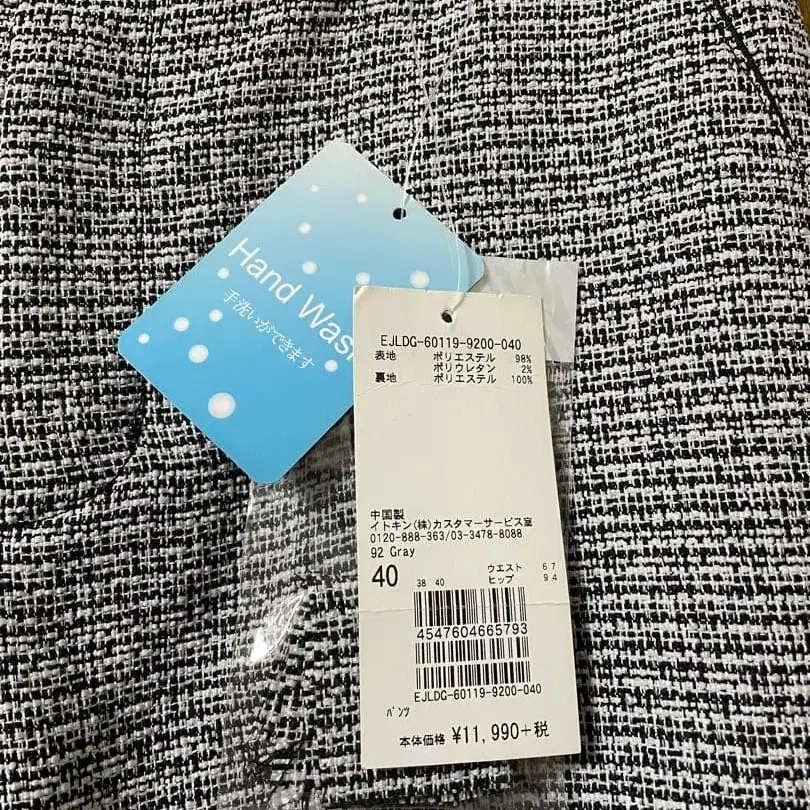 Hand Wash
手洗いができます
EJLDG-60119-9200-040
表地 ポリエステル 98%
ポリウレタン 2%
裏地 ポリエステル 100%
中国製
イトキン(株)カスタマーサービス室
0120-888-363/03-3478-8088
92 Gray
40 38 40 ウエスト 67
ヒップ 94
4547604665793
EJLDG-60119-9200-040
パンツ
本体価格 ¥11,990+税